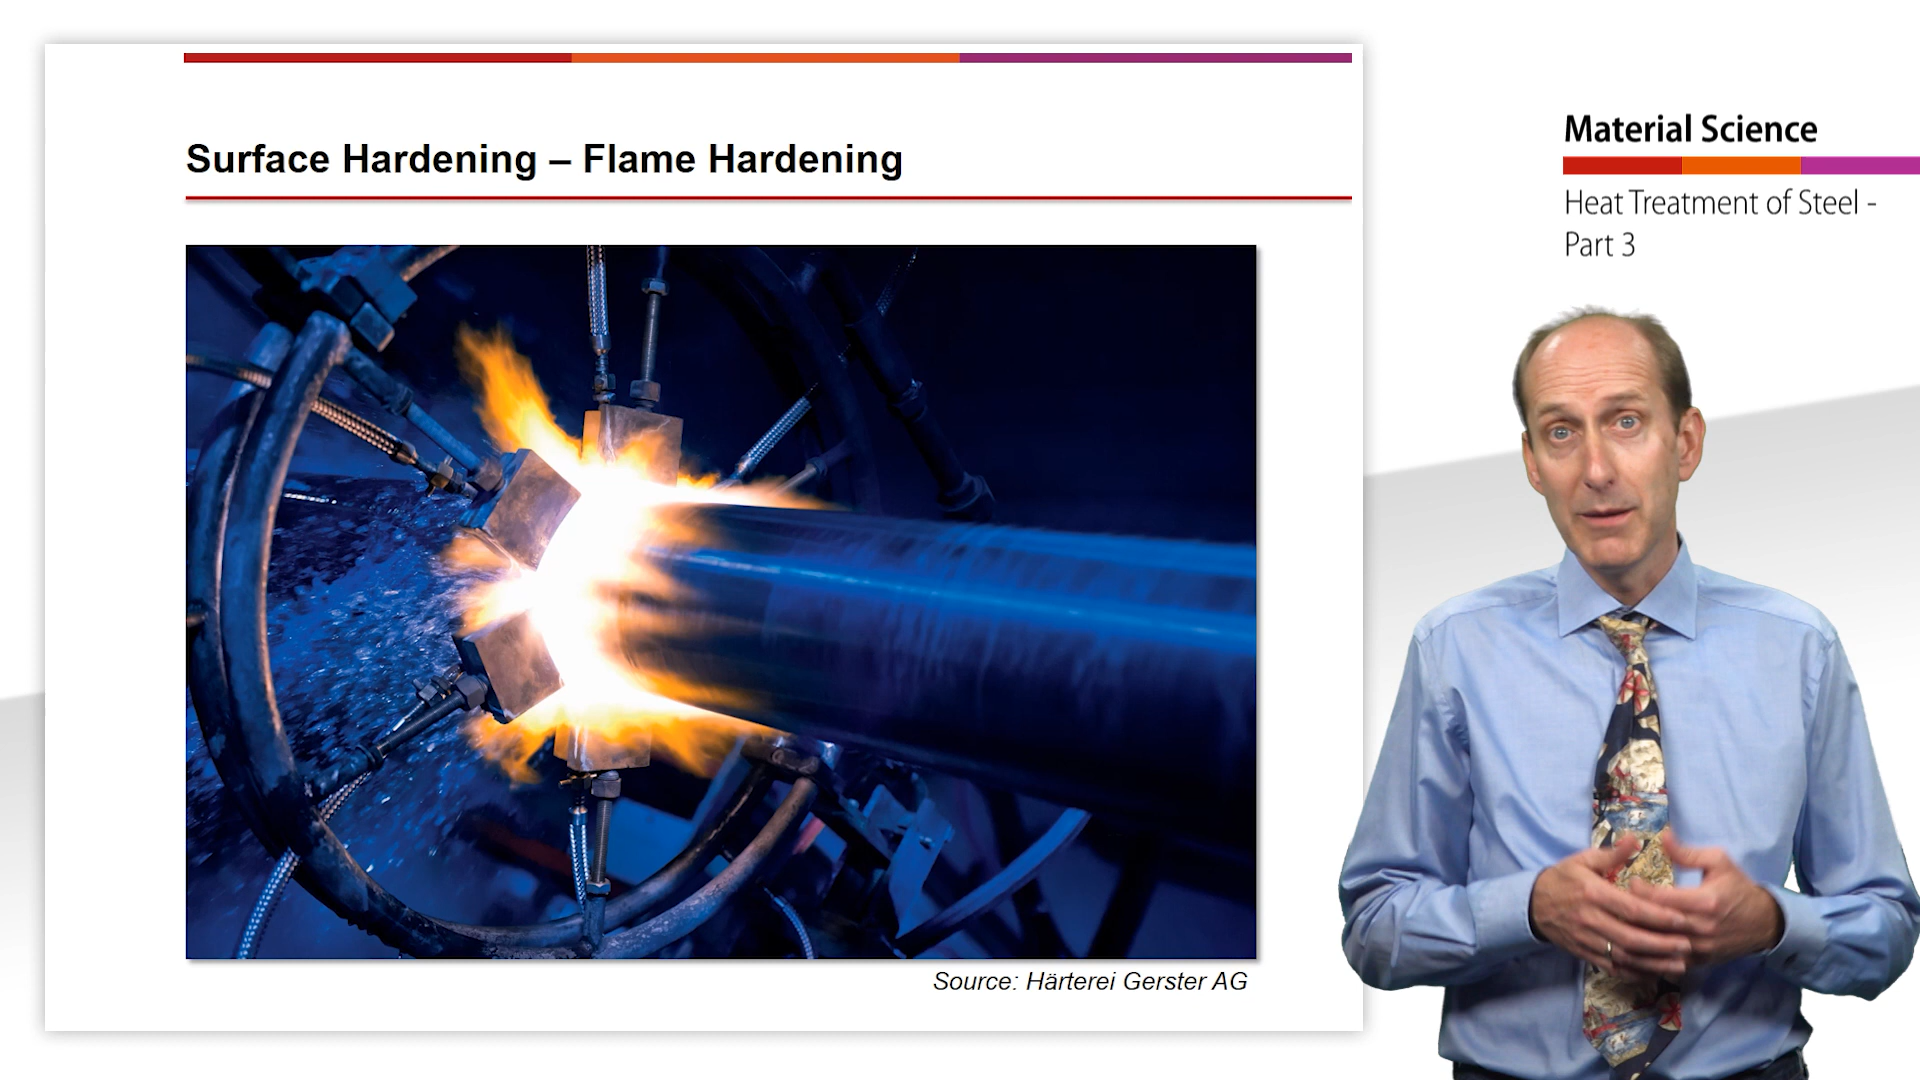 Surface Hardening – Flame Hardening
Source: Härterei Gerster AG
Material Science
Heat Treatment of Steel -
Part 3